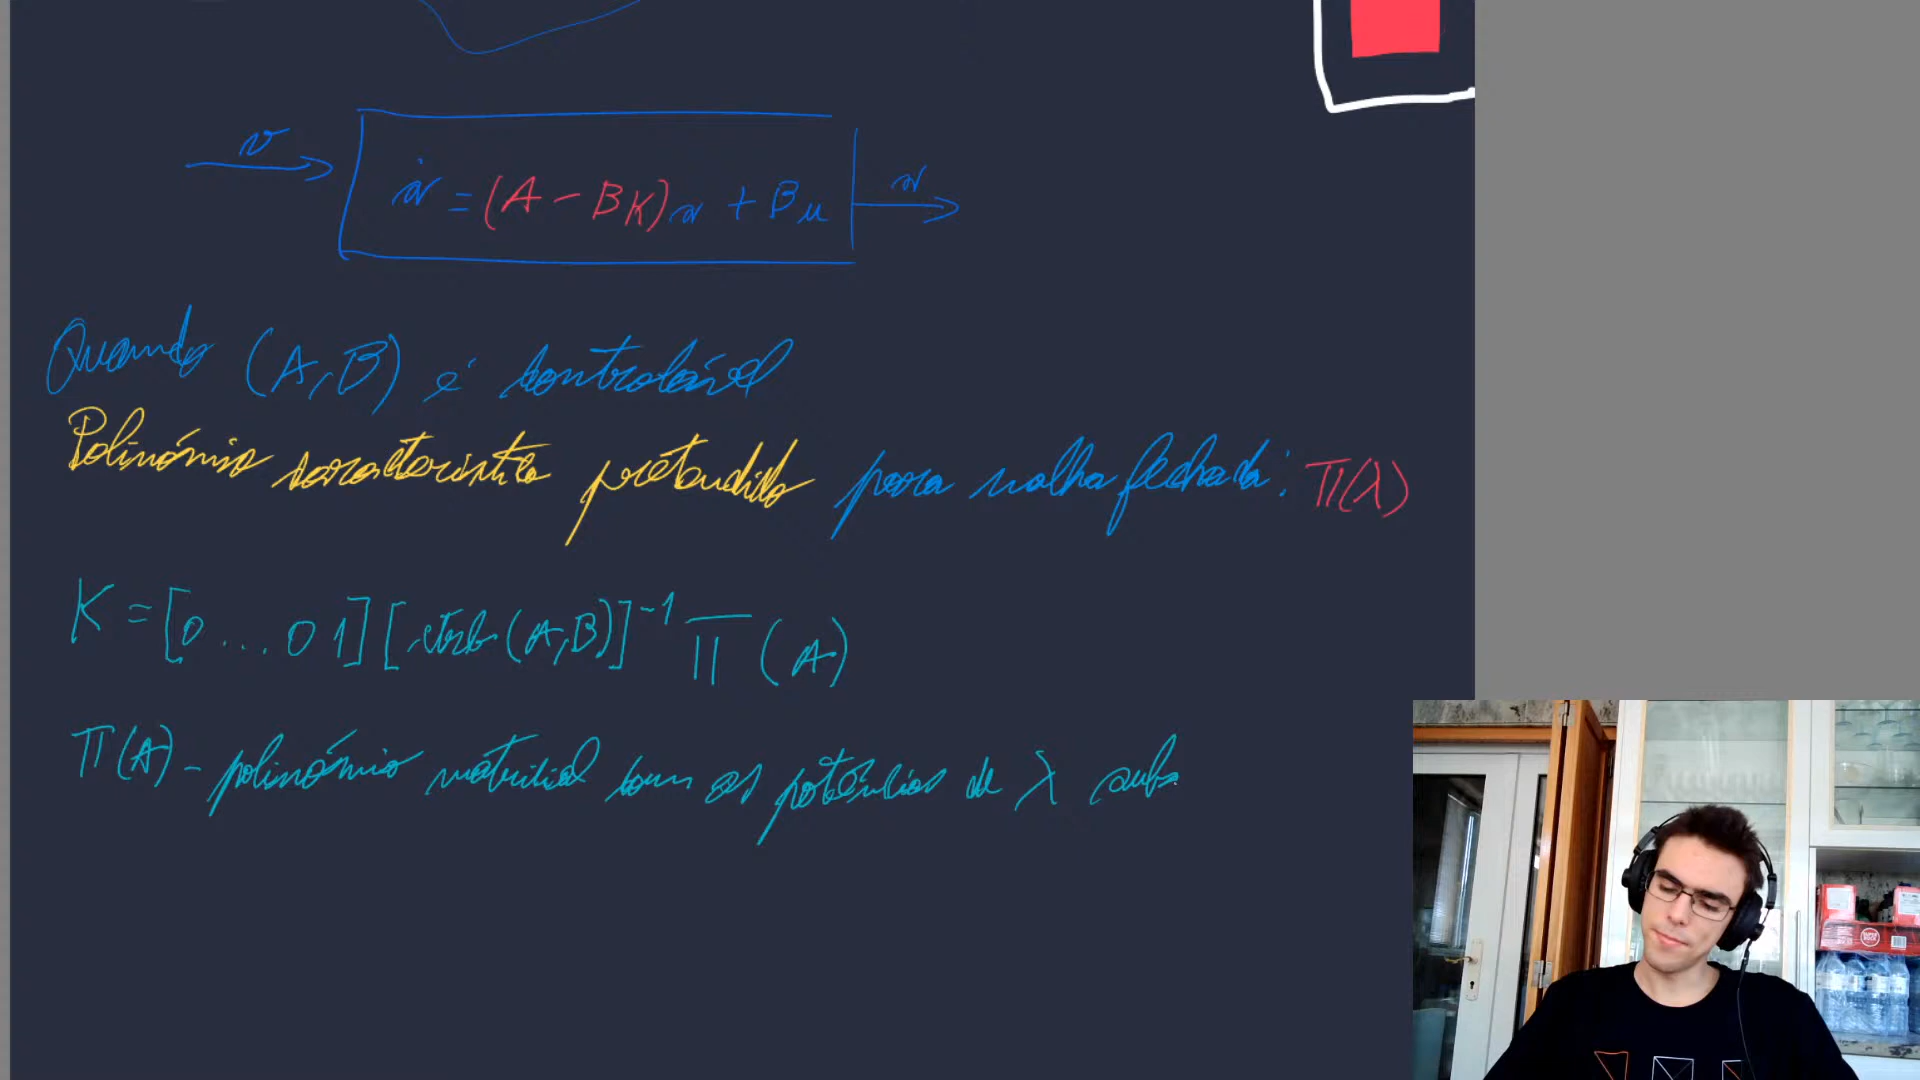 v
ẋ = (A - BK)x + Bu
x
Quando (A,B) é controlável
Polinómio característico pretendido para malha fechada: Π(λ)
K = [0 ... 0 1] [ctrb(A,B)]⁻¹ Π(A)
Π(A) - polinómio matricial com as potências de λ subs